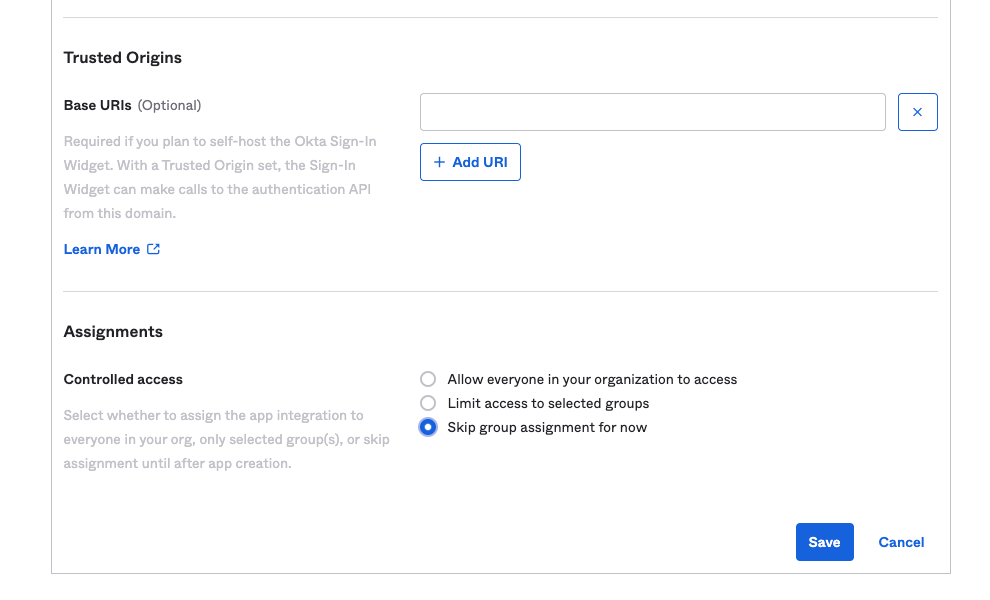 Trusted Origins
Base URIs (Optional)
Required if you plan to self-host the Okta Sign-In
Widget. With a Trusted Origin set, the Sign-In
Widget can make calls to the authentication API
from this domain.
Learn More
+ Add URI
Assignments
Controlled access
Select whether to assign the app integration to
everyone in your org, only selected group(s), or skip
assignment until after app creation.
Allow everyone in your organization to access
Limit access to selected groups
Skip group assignment for now
Save
Cancel